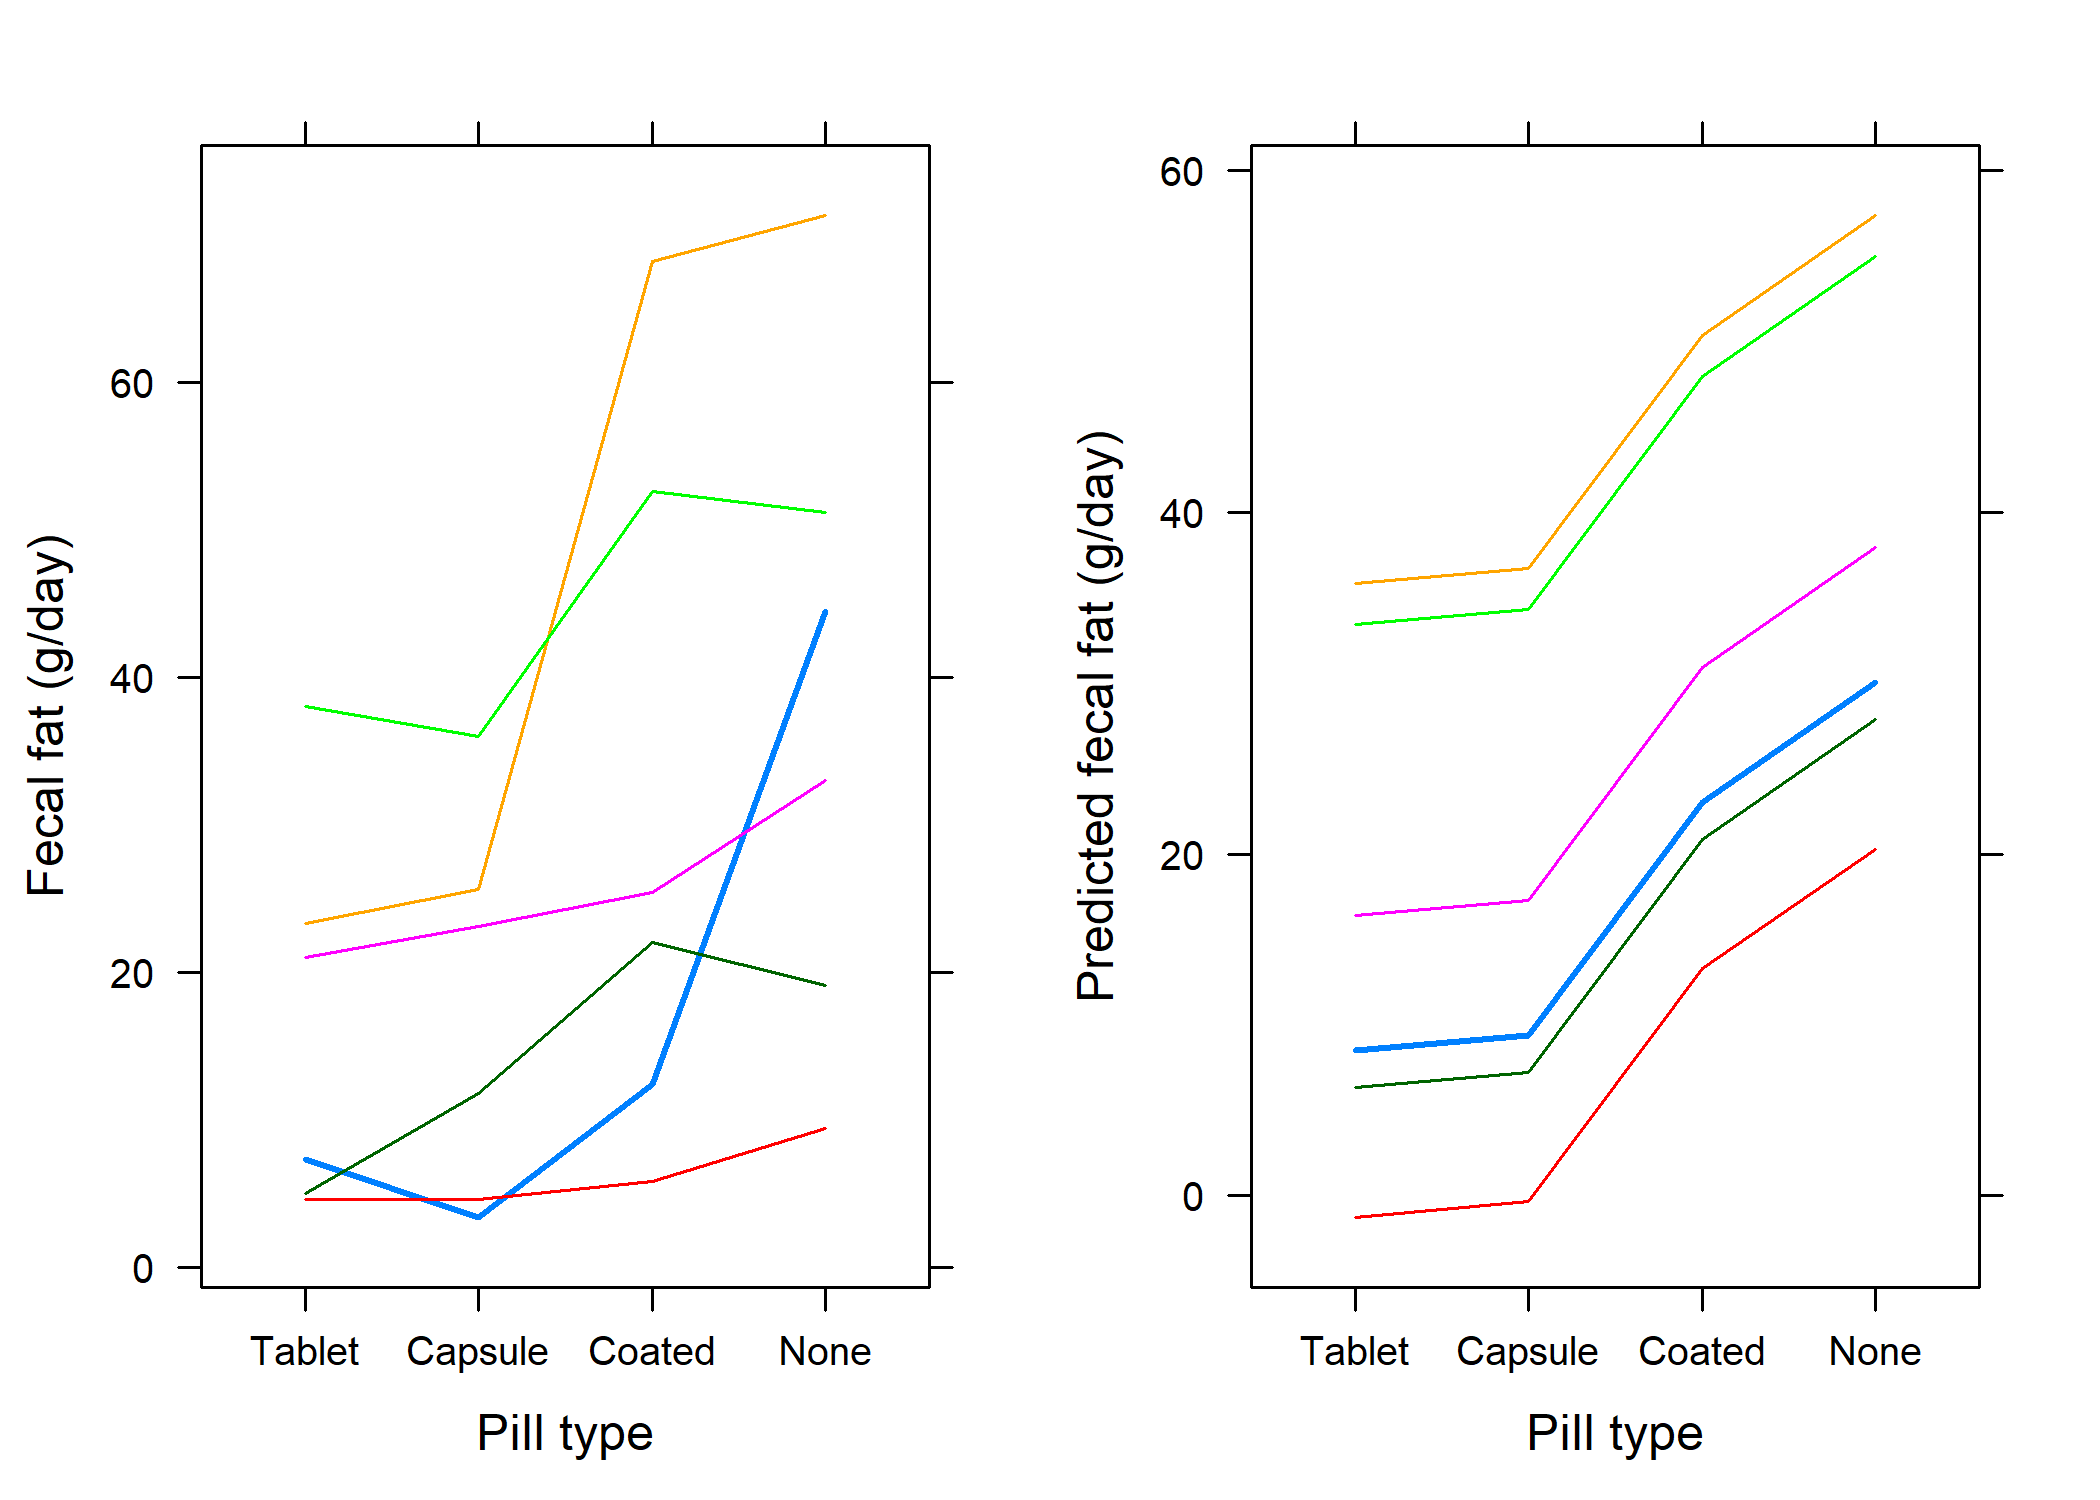 Fecal fat (g/day)
60
40
20
0
Tablet Capsule Coated None
Pill type
Predicted fecal fat (g/day)
60
40
20
0
Tablet Capsule Coated None
Pill type